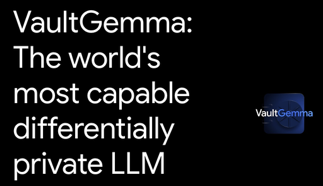 VaultGemma:
The world's
most capable
differentially
private LLM
VaultGemma